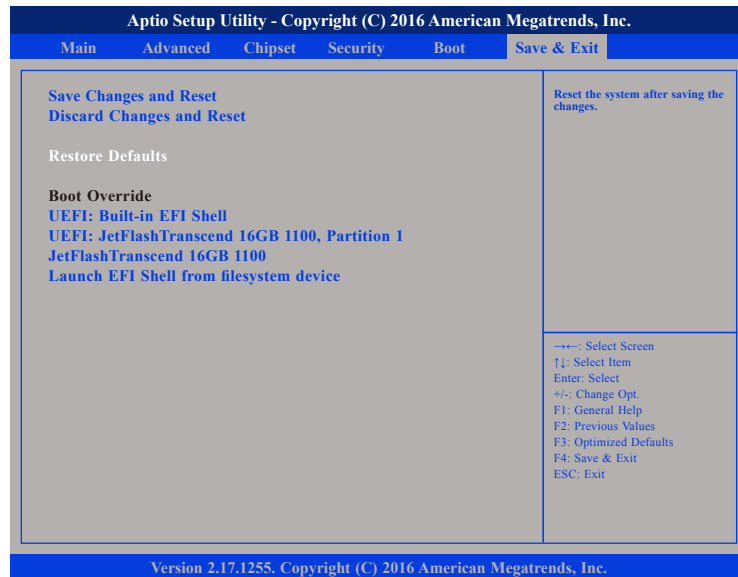 Aptio Setup Utility - Copyright (C) 2016 American Megatrends, Inc.
Main Advanced Chipset Security Boot Save & Exit
Save Changes and Reset
Discard Changes and Reset
Restore Defaults
Boot Override
UEFI: Built-in EFI Shell
UEFI: JetFlashTranscend 16GB 1100, Partition 1
JetFlashTranscend 16GB 1100
Launch EFI Shell from filesystem device
Reset the system after saving the
changes.
→←: Select Screen
↑↓: Select Item
Enter: Select
+/-: Change Opt.
F1: General Help
F2: Previous Values
F3: Optimized Defaults
F4: Save & Exit
ESC: Exit
Version 2.17.1255. Copyright (C) 2016 American Megatrends, Inc.